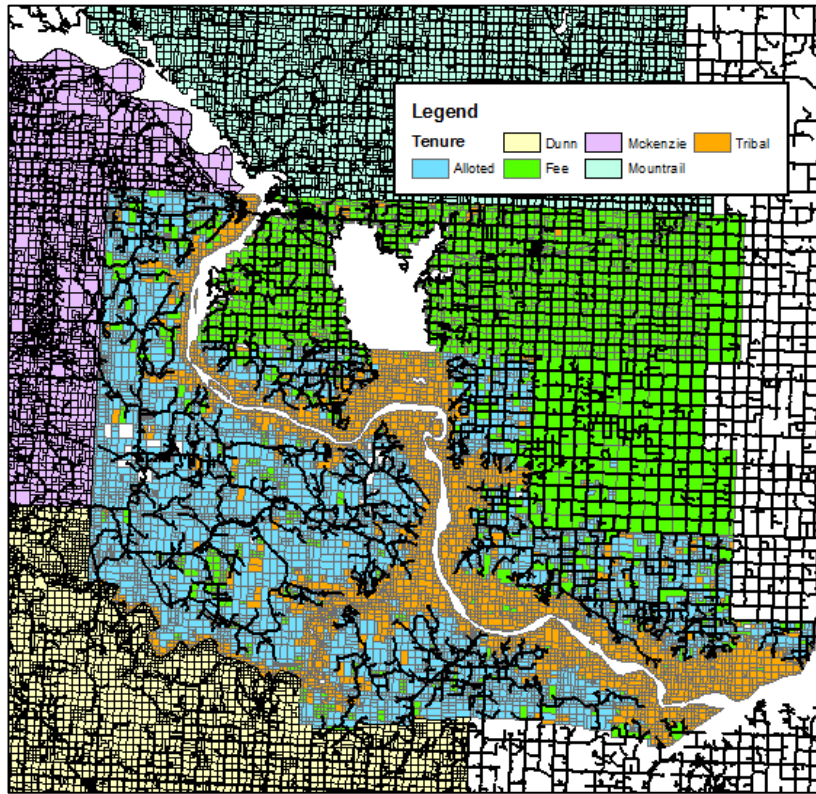 Legend
Tenure
Dunn
Mckenzie
Tribal
Alloted
Fee
Mountrail